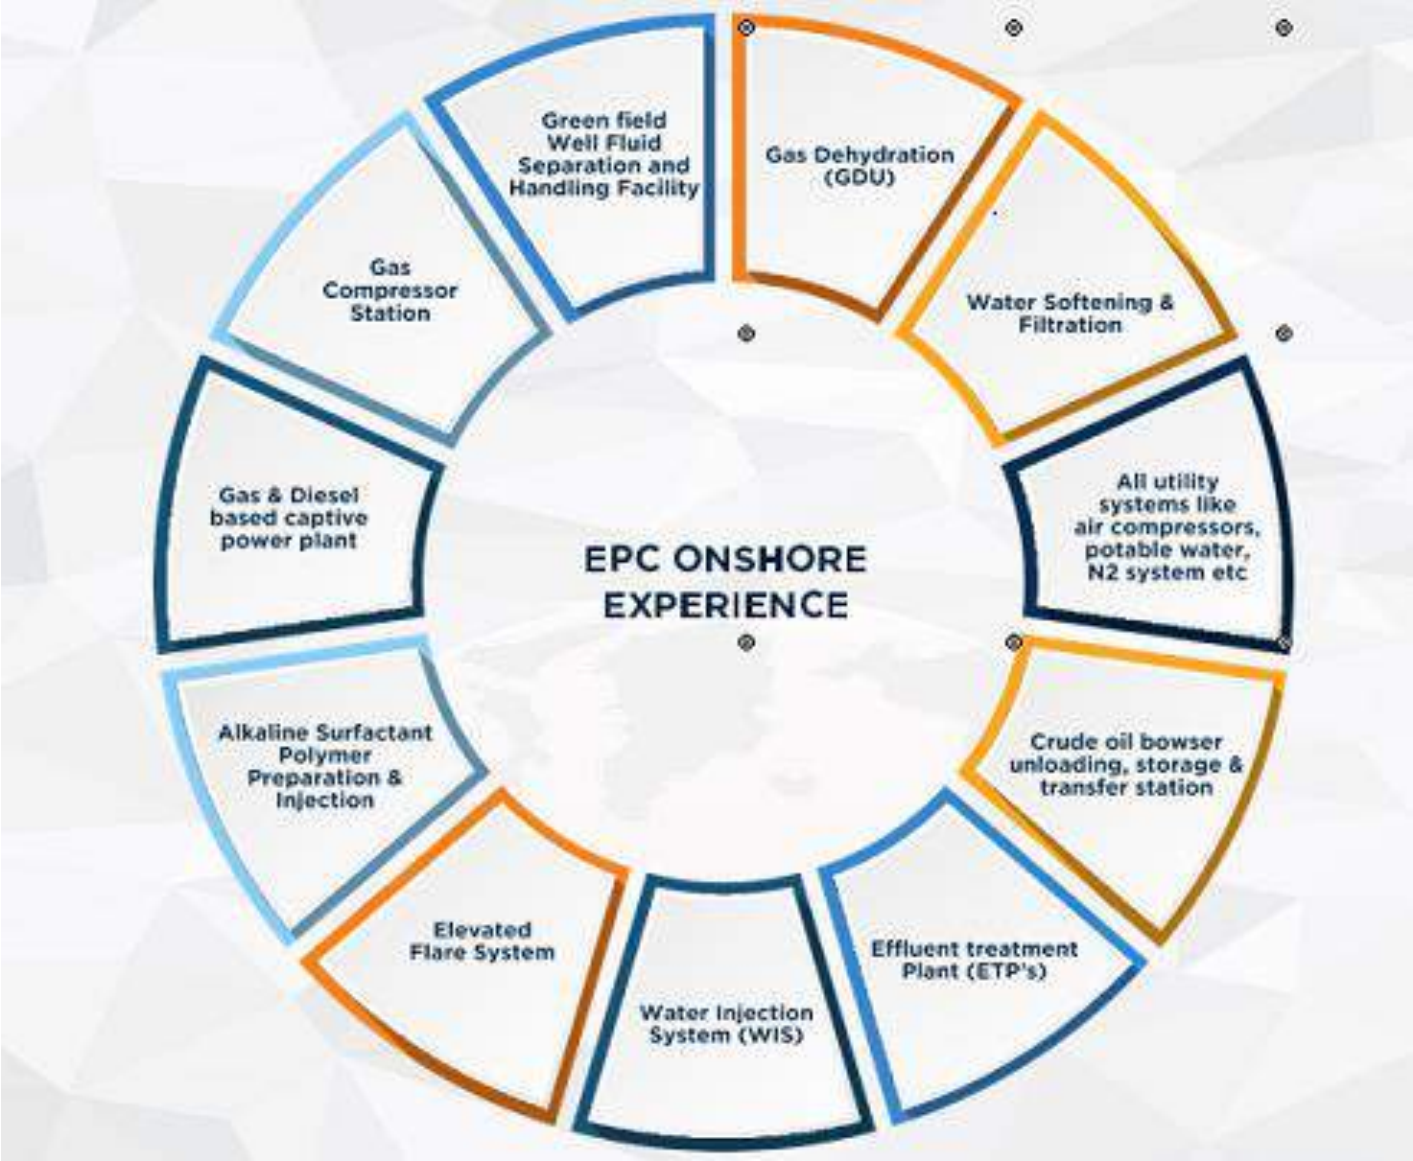 Green field
Well Fluid
Separation and
Handling Facility
Gas Dehydration
(GDU)
Water Softening &
Filtration
All utility
systems like
air compressors,
potable water,
N2 system etc
Crude oil bowser
unloading, storage &
transfer station
Effluent treatment
Plant (ETP's)
Water Injection
System (WIS)
Elevated
Flare System
Alkaline Surfactant
Polymer
Preparation &
Injection
Gas & Diesel
based captive
power plant
Gas
Compressor
Station
EPC ONSHORE
EXPERIENCE